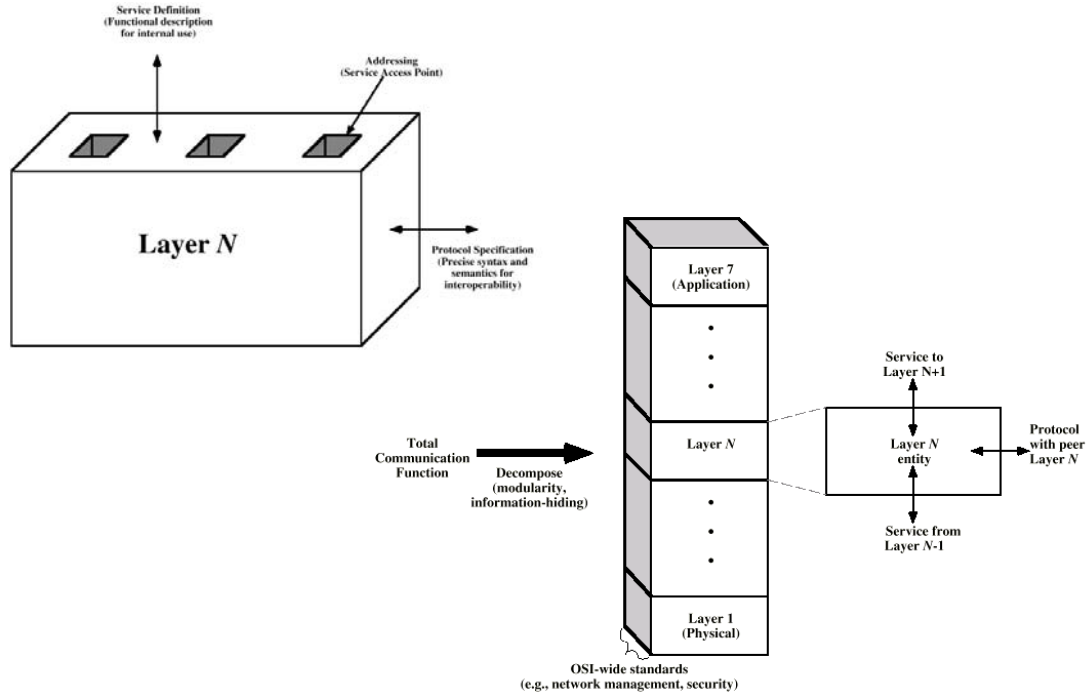 Service Definition
(Functional description
for internal use)
Addressing
(Service Access Point)
Layer N
Protocol Specification
(Precise syntax and
semantics for
interoperability)
Total
Communication
Function
Decompose
(modularity,
information-hiding)
Layer 7
(Application)
Layer N
Layer 1
(Physical)
OSI-wide standards
(e.g., network management, security)
Service to
Layer N+1
Layer N
entity
Protocol
with peer
Layer N
Service from
Layer N-1